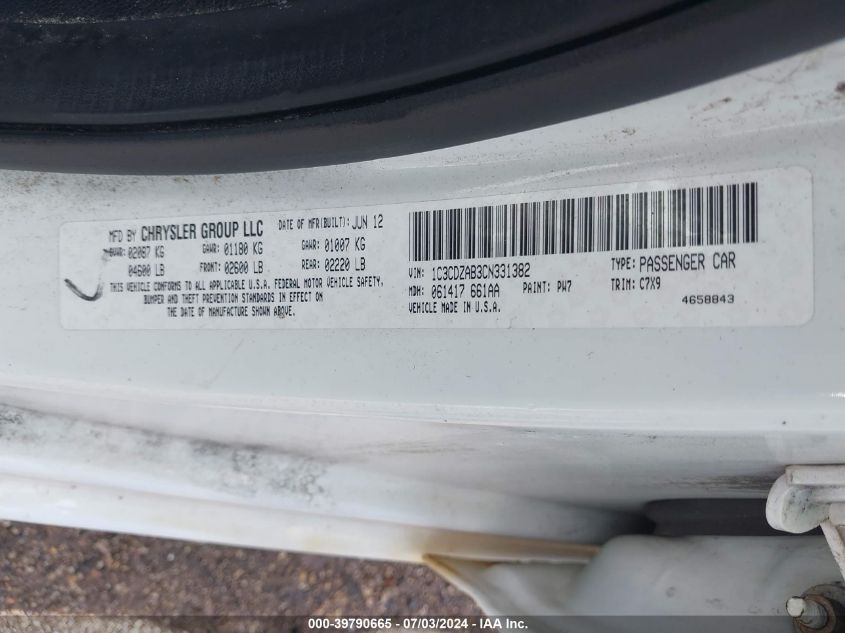 MFD BY CHRYSLER GROUP LLC DATE OF MFR(BUILT): JUN 12
GVWR: 02087 KG GAWR: 01180 KG GAWR: 01007 KG
04600 LB FRONT: 02600 LB REAR: 02220 LB
THIS VEHICLE CONFORMS TO ALL APPLICABLE U.S.A. FEDERAL MOTOR VEHICLE SAFETY,
BUMPER AND THEFT PREVENTION STANDARDS IN EFFECT ON
THE DATE OF MANUFACTURE SHOWN ABOVE.
VIN: 1C3CDZAB3CN331382 TYPE: PASSENGER CAR
MDH: 061417 661AA PAINT: PW7 TRIM: C7X9
VEHICLE MADE IN U.S.A. 4658843
000-39790665 - 07/03/2024 - IAA Inc.